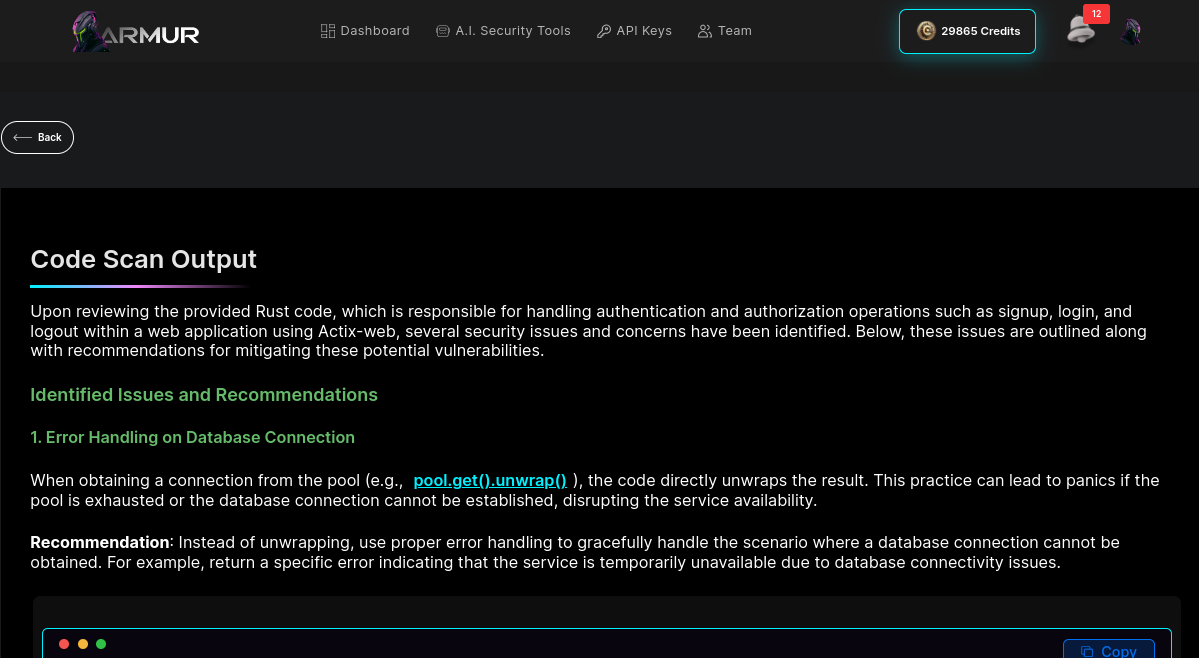 ARMUR
Dashboard
A.I. Security Tools
API Keys
Team
29865 Credits
12
Back
Code Scan Output
Upon reviewing the provided Rust code, which is responsible for handling authentication and authorization operations such as signup, login, and
logout within a web application using Actix-web, several security issues and concerns have been identified. Below, these issues are outlined along
with recommendations for mitigating these potential vulnerabilities.
Identified Issues and Recommendations
1. Error Handling on Database Connection
When obtaining a connection from the pool (e.g., pool.get().unwrap() ), the code directly unwraps the result. This practice can lead to panics if the
pool is exhausted or the database connection cannot be established, disrupting the service availability.
Recommendation: Instead of unwrapping, use proper error handling to gracefully handle the scenario where a database connection cannot be
obtained. For example, return a specific error indicating that the service is temporarily unavailable due to database connectivity issues.
Copy